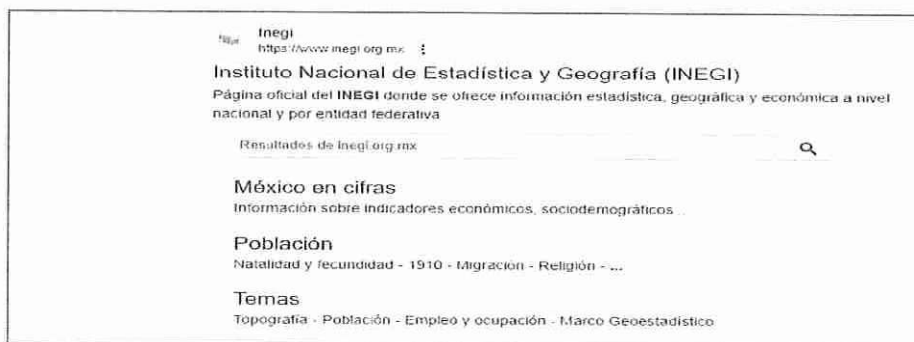 Inegi
https://www.inegi.org.mx
Instituto Nacional de Estadística y Geografía (INEGI)
Página oficial del INEGI donde se ofrece información estadística, geográfica y económica a nivel
nacional y por entidad federativa
Resultados de inegi.org.mx
México en cifras
Información sobre indicadores económicos, sociodemográficos ...
Población
Natalidad y fecundidad - 1910 - Migración - Religión - ...
Temas
Topografía - Población - Empleo y ocupación - Marco Geoestadístico